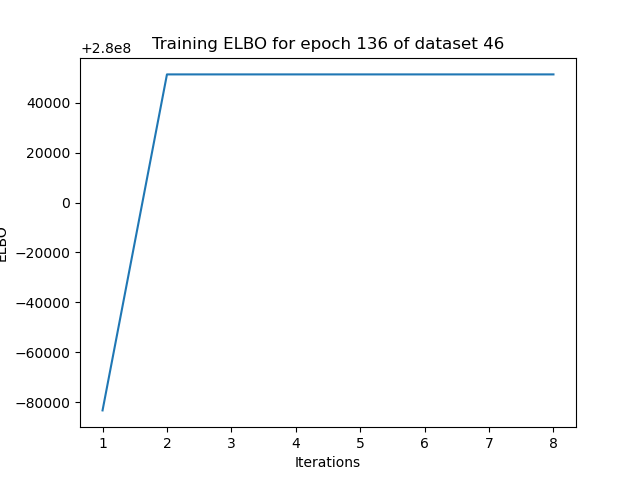 Training ELBO for epoch 136 of dataset 46
+2.8e8
40000
20000
0
−20000
−40000
−60000
−80000
ELBO
1 2 3 4 5 6 7 8
Iterations